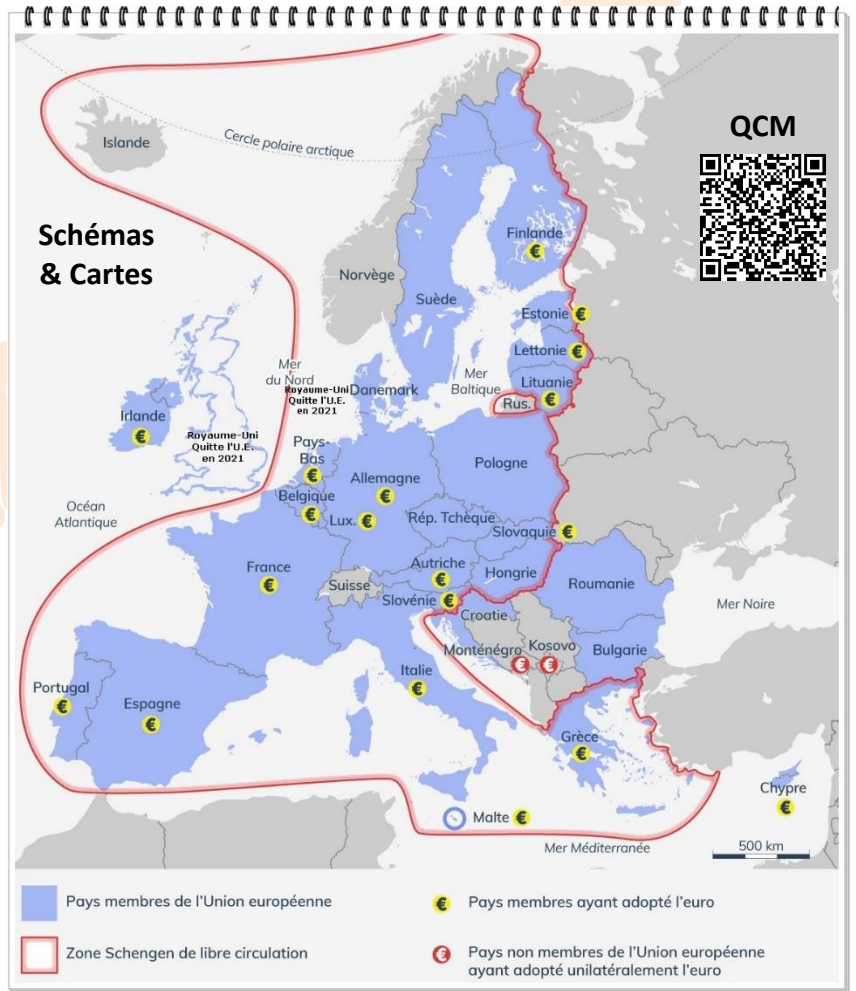 QCM
Schémas
& Cartes
Islande
Cercle polaire arctique
Norvège
Suède
Finlande
Estonie
Lettonie
Lituanie
Rus.
Mer
Baltique
Mer
du Nord
Royaume-Uni
Quitte l'U.E.
en 2021
Danemark
Irlande
Royaume-Uni
Quitte l'U.E.
en 2021
Océan
Atlantique
Pays-
Bas
Belgique
Lux.
Allemagne
Pologne
Rép. Tchèque
Slovaquie
France
Suisse
Autriche
Hongrie
Slovénie
Croatie
Roumanie
Mer Noire
Monténégro
Kosovo
Bulgarie
Italie
Portugal
Espagne
Grèce
Malte
Chypre
Mer Méditerranée
500 km
Pays membres de l'Union européenne
Pays membres ayant adopté l'euro
Zone Schengen de libre circulation
Pays non membres de l'Union européenne
ayant adopté unilatéralement l'euro